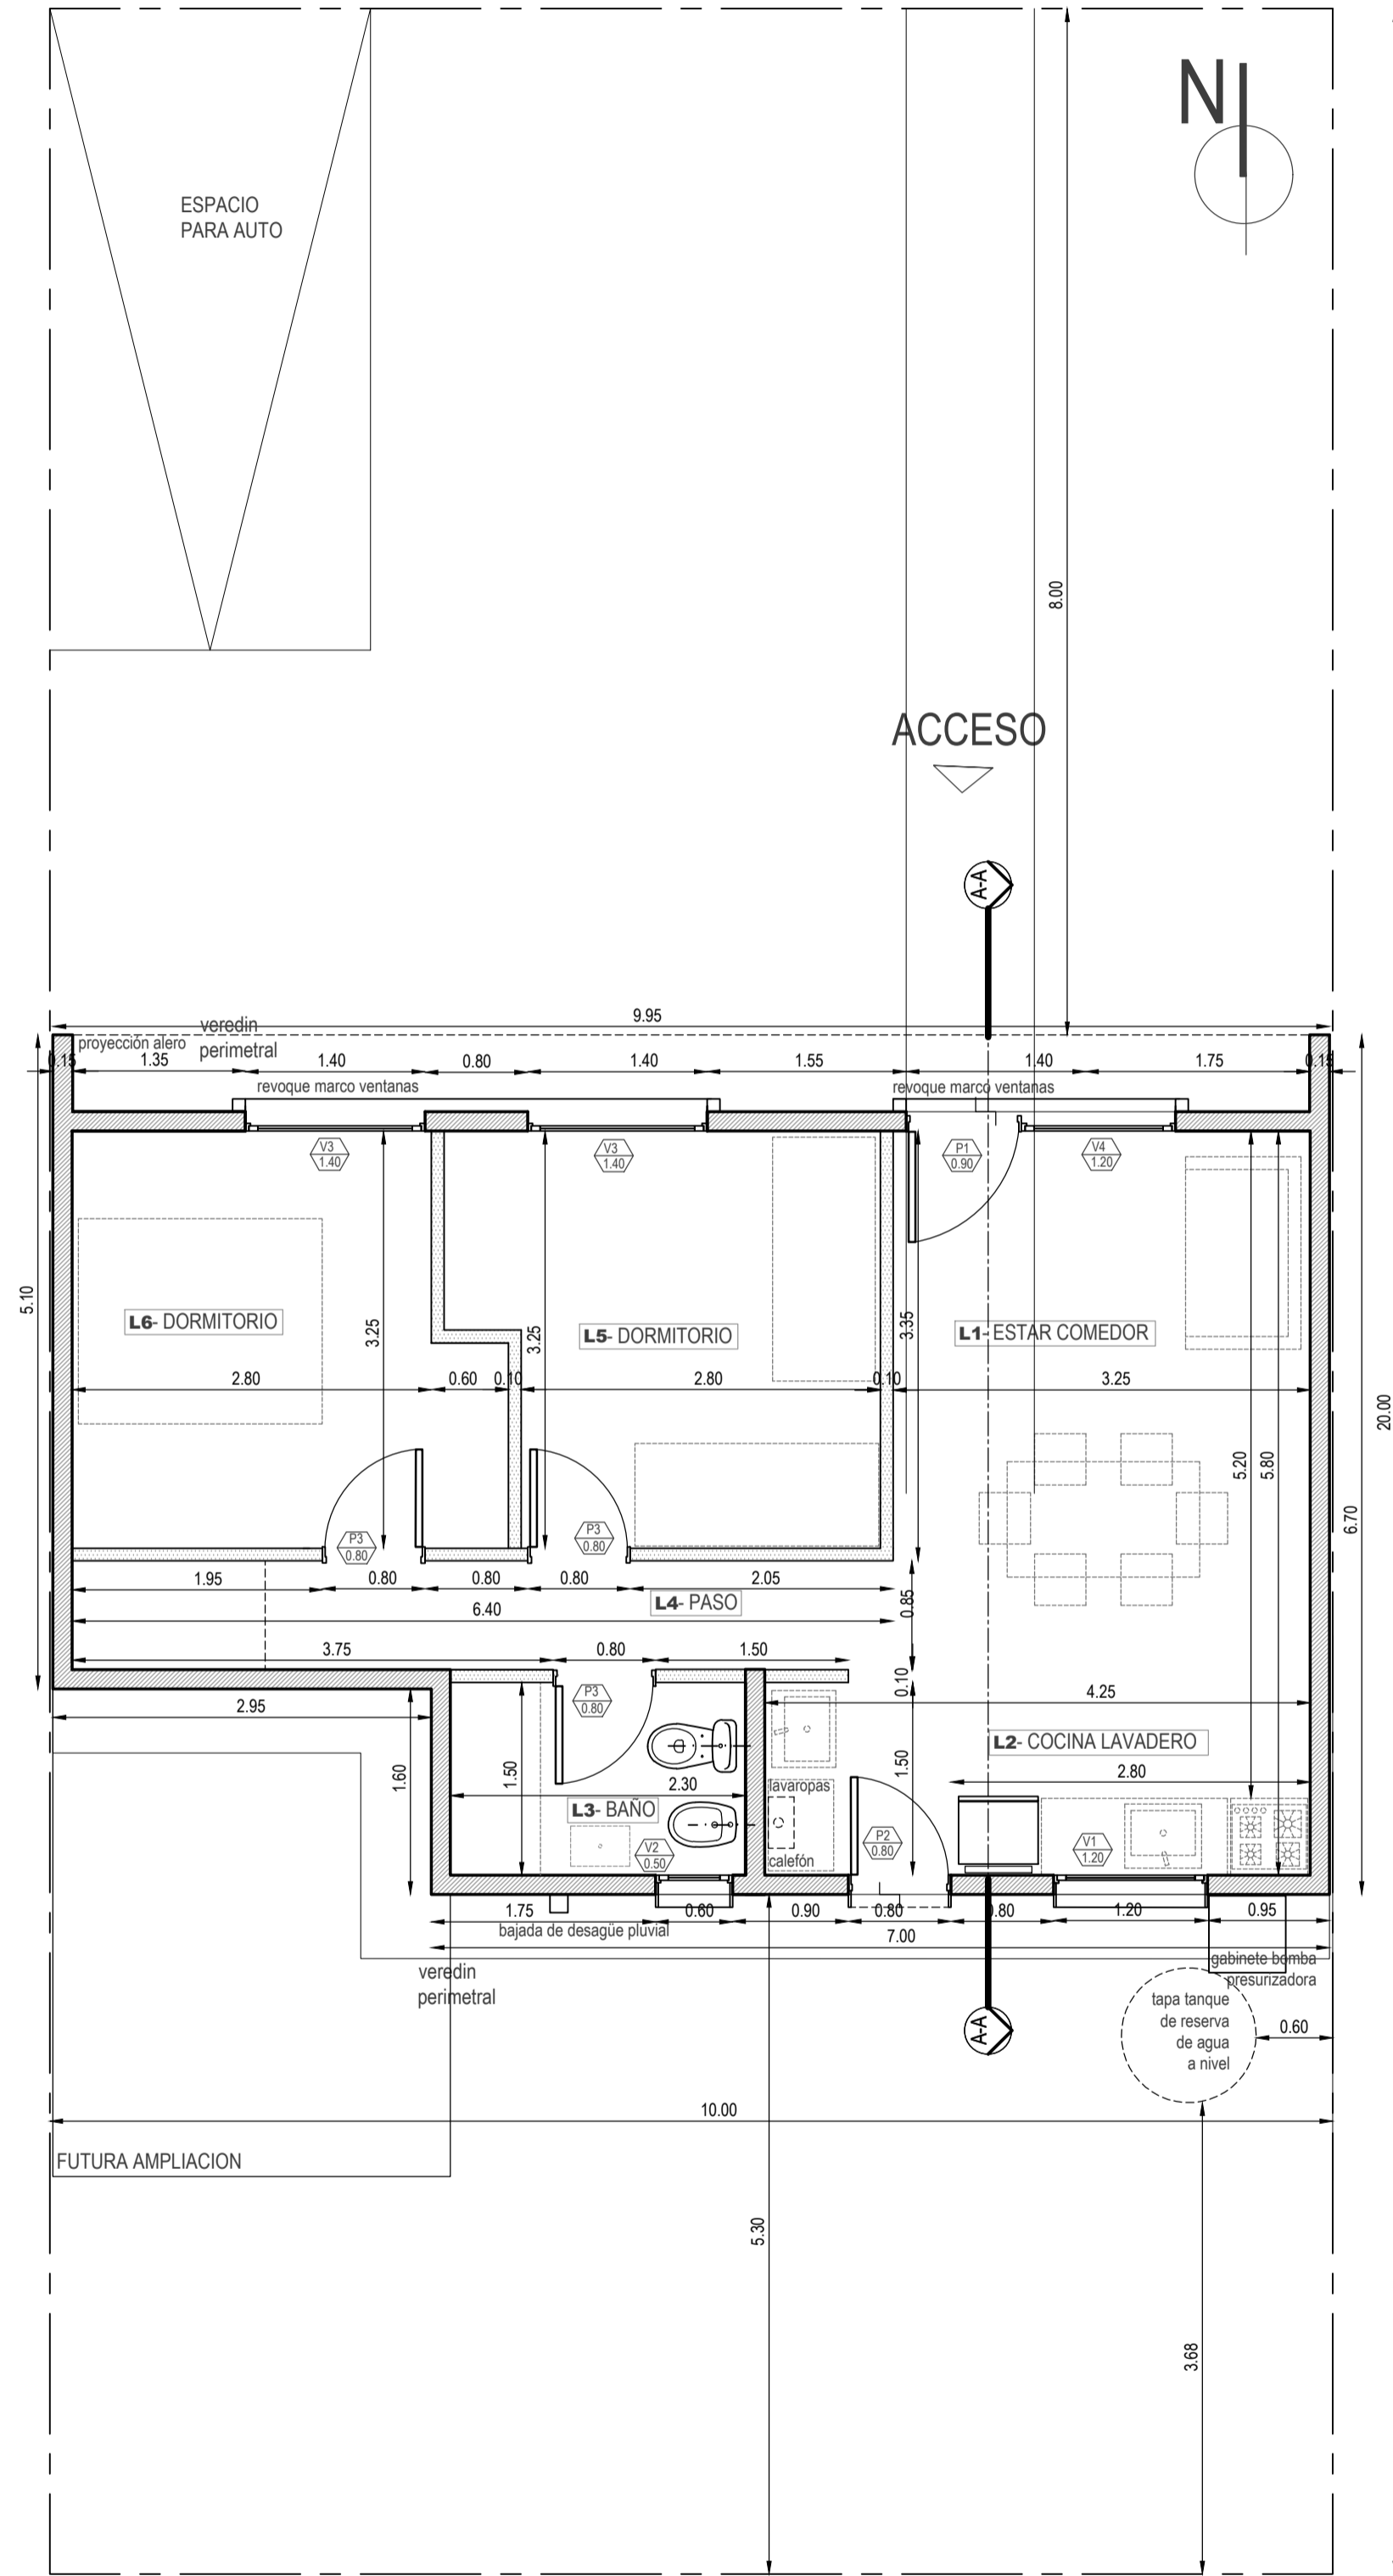 N
ESPACIO
PARA AUTO
8.00
ACCESO
A-A
9.95
veredin
perimetral
proyección alero
0.15
1.35
1.40
0.80
1.40
1.55
1.40
1.75
0.15
revoque marco ventanas
revoque marco ventanas
V3
1.40
V3
1.40
P1
0.90
V4
1.20
5.10
L6- DORMITORIO
3.25
3.25
L5- DORMITORIO
3.35
L1- ESTAR COMEDOR
2.80
0.60
0.10
2.80
0.10
3.25
20.00
5.20
5.80
6.70
P3
0.80
P3
0.80
1.95
0.80
0.80
0.80
2.05
L4- PASO
0.85
6.40
3.75
0.80
1.50
0.10
P3
0.80
4.25
2.95
L2- COCINA LAVADERO
1.60
1.50
2.30
1.50
2.80
lavaropas
L3- BAÑO
V2
0.50
calefón
P2
0.80
V1
1.20
1.75
0.60
0.90
0.80
0.80
1.20
0.95
bajada de desagüe pluvial
7.00
veredin
perimetral
gabinete bomba
presurizadora
tapa tanque
de reserva
de agua
a nivel
0.60
A-A
10.00
FUTURA AMPLIACION
5.30
3.68